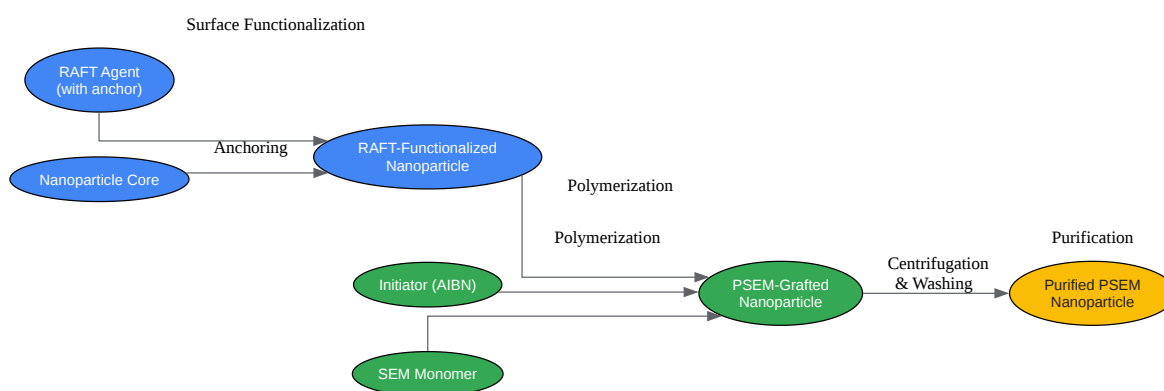 Surface Functionalization
RAFT Agent
(with anchor)
Anchoring
Nanoparticle Core
RAFT-Functionalized
Nanoparticle
Polymerization
Polymerization
Initiator (AIBN)
SEM Monomer
PSEM-Grafted
Nanoparticle
Centrifugation
& Washing
Purification
Purified PSEM
Nanoparticle